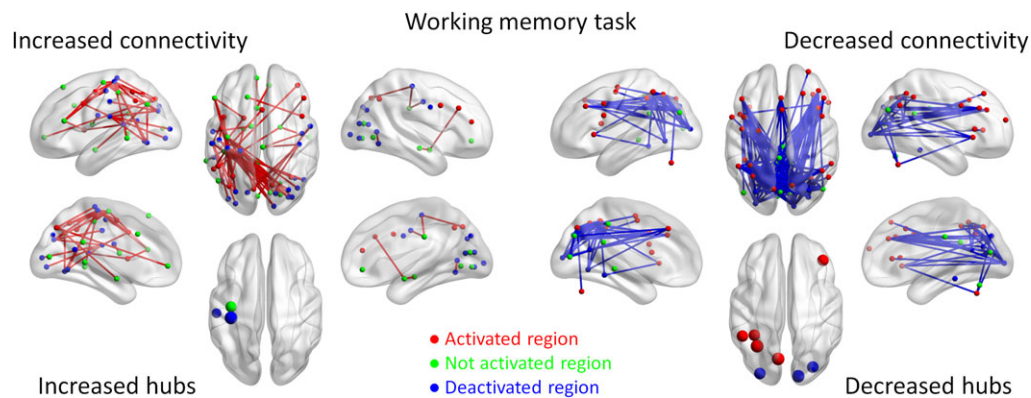 Working memory task
Increased connectivity
Decreased connectivity
Activated region
Not activated region
Deactivated region
Increased hubs
Decreased hubs